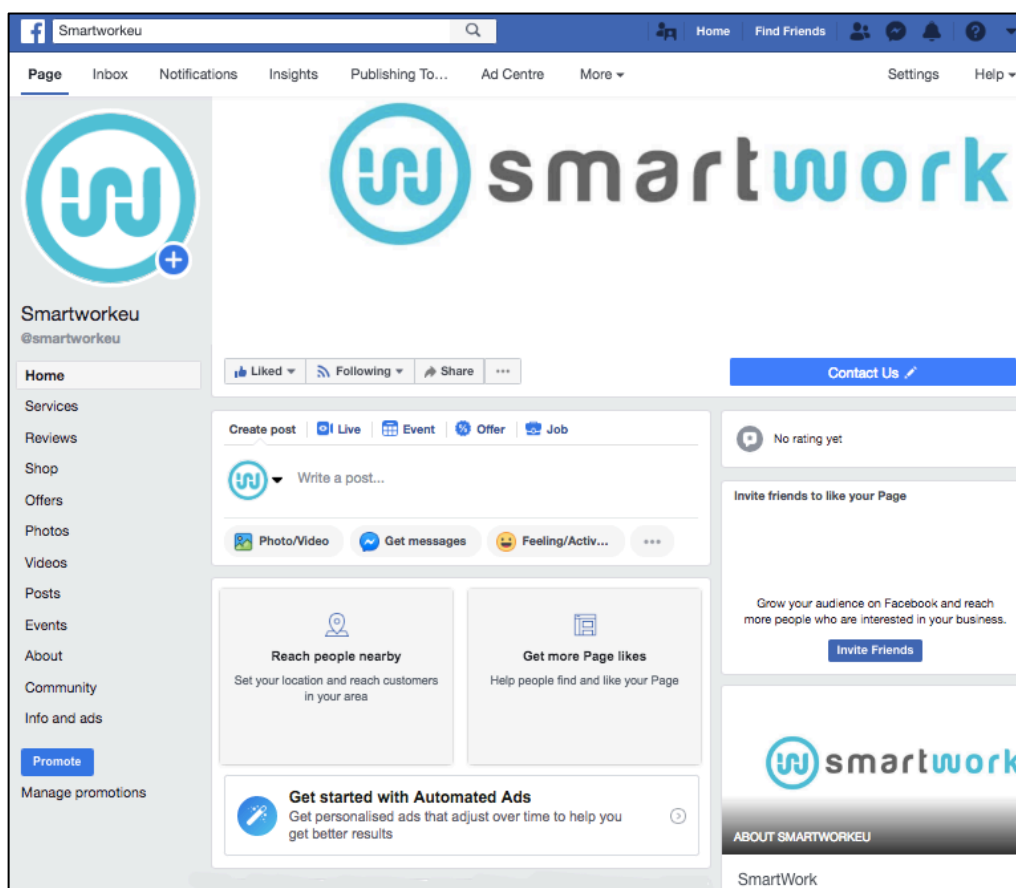 Smartworkeu
Home Find Friends
Page Inbox Notifications Insights Publishing To... Ad Centre More Settings Help
smartwork
Smartworkeu
@smartworkeu
Home
Services
Reviews
Shop
Offers
Photos
Videos
Posts
Events
About
Community
Info and ads
Promote
Manage promotions
Liked Following Share ...
Contact Us
Create post Live Event Offer Job
Write a post...
Photo/Video Get messages Feeling/Activ... ...
Reach people nearby
Set your location and reach customers
in your area
Get more Page likes
Help people find and like your Page
Get started with Automated Ads
Get personalised ads that adjust over time to help you
get better results
No rating yet
Invite friends to like your Page
Grow your audience on Facebook and reach
more people who are interested in your business.
Invite Friends
smartwork
ABOUT SMARTWORKEU
SmartWork